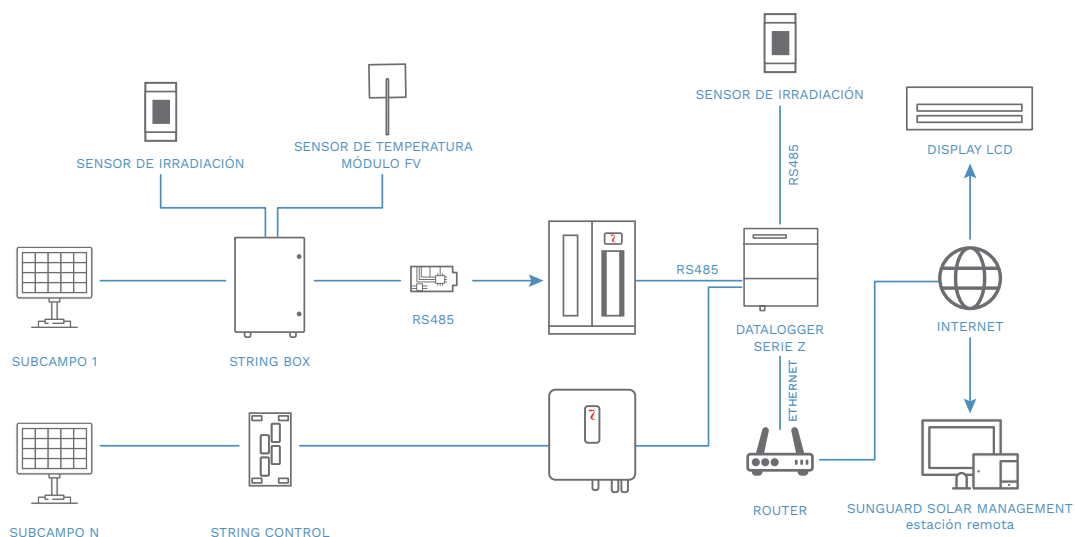 SENSOR DE IRRADIACIÓN
DISPLAY LCD
SENSOR DE TEMPERATURA
MÓDULO FV
SENSOR DE IRRADIACIÓN
RS485
RS485
RS485
DATALOGGER
SERIE Z
INTERNET
SUBCAMPO 1
STRING BOX
ETHERNET
ROUTER
SUNGUARD SOLAR MANAGEMENT
estación remota
SUBCAMPO N
STRING CONTROL